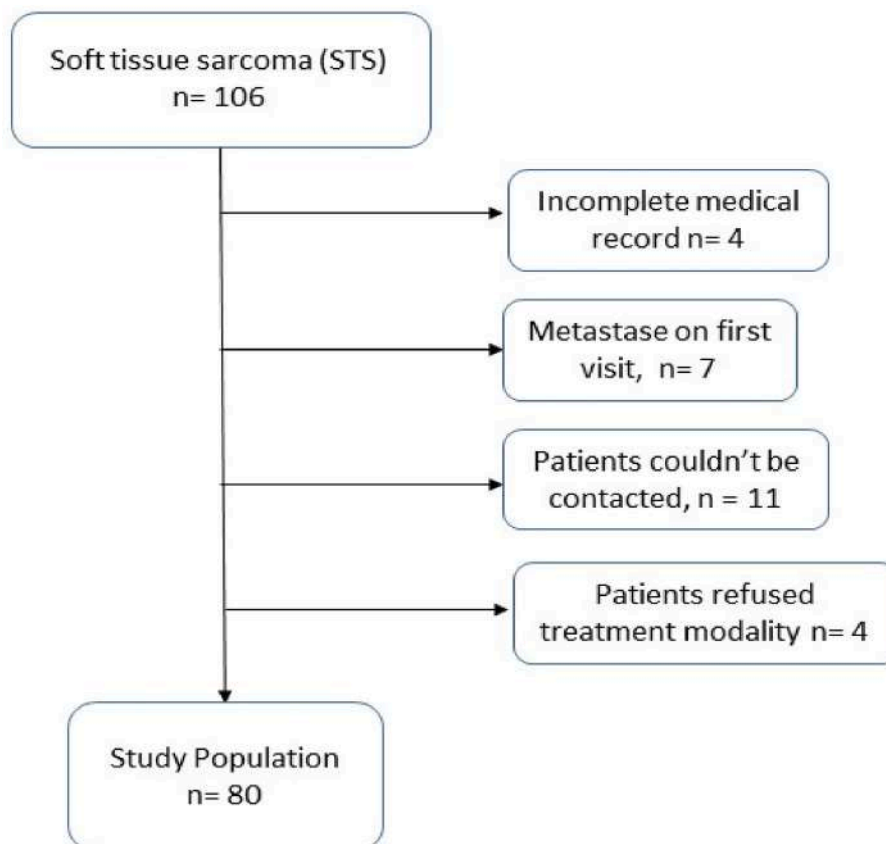 Soft tissue sarcoma (STS)
n= 106
Incomplete medical
record n= 4
Metastase on first
visit, n= 7
Patients couldn’t be
contacted, n = 11
Patients refused
treatment modality n= 4
Study Population
n= 80